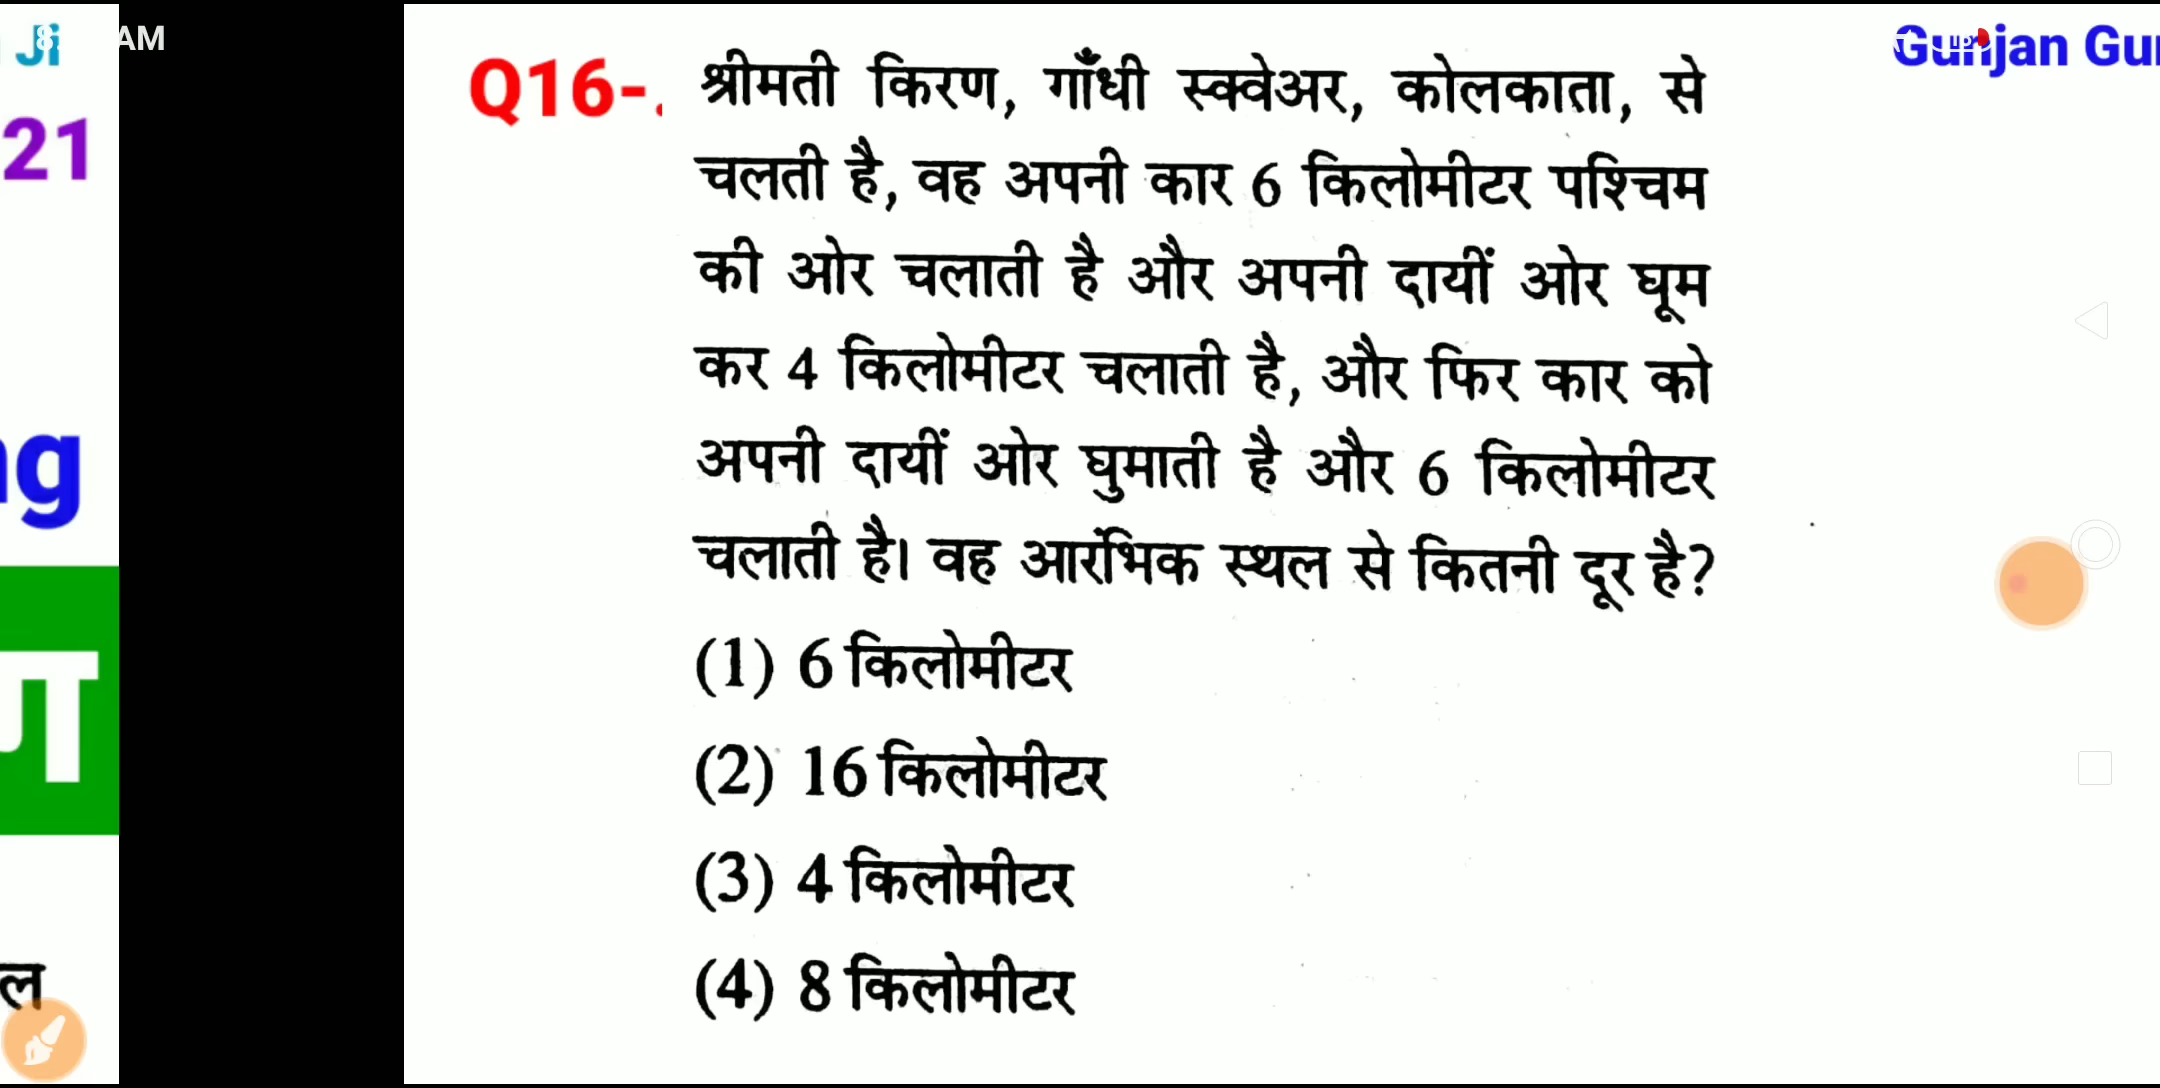 Ji
AM
21
Gunjan Gu
Q16-.
श्रीमती किरण, गाँधी स्क्वेअर, कोलकाता, से
चलती है, वह अपनी कार 6 किलोमीटर पश्चिम
की ओर चलाती है और अपनी दायीं ओर घूम
कर 4 किलोमीटर चलाती है, और फिर कार को
अपनी दायीं ओर घुमाती है और 6 किलोमीटर
चलाती है। वह आरंभिक स्थल से कितनी दूर है?
(1) 6 किलोमीटर
(2) 16 किलोमीटर
(3) 4 किलोमीटर
(4) 8 किलोमीटर
g
ल